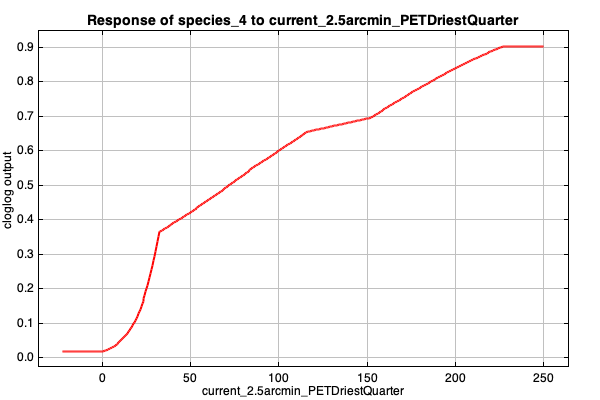 Response of species_4 to current_2.5arcmin_PETDriestQuarter
0.9
0.8
0.7
0.6
0.5
0.4
0.3
0.2
0.1
0.0
cloglog output
0 50 100 150 200 250
current_2.5arcmin_PETDriestQuarter